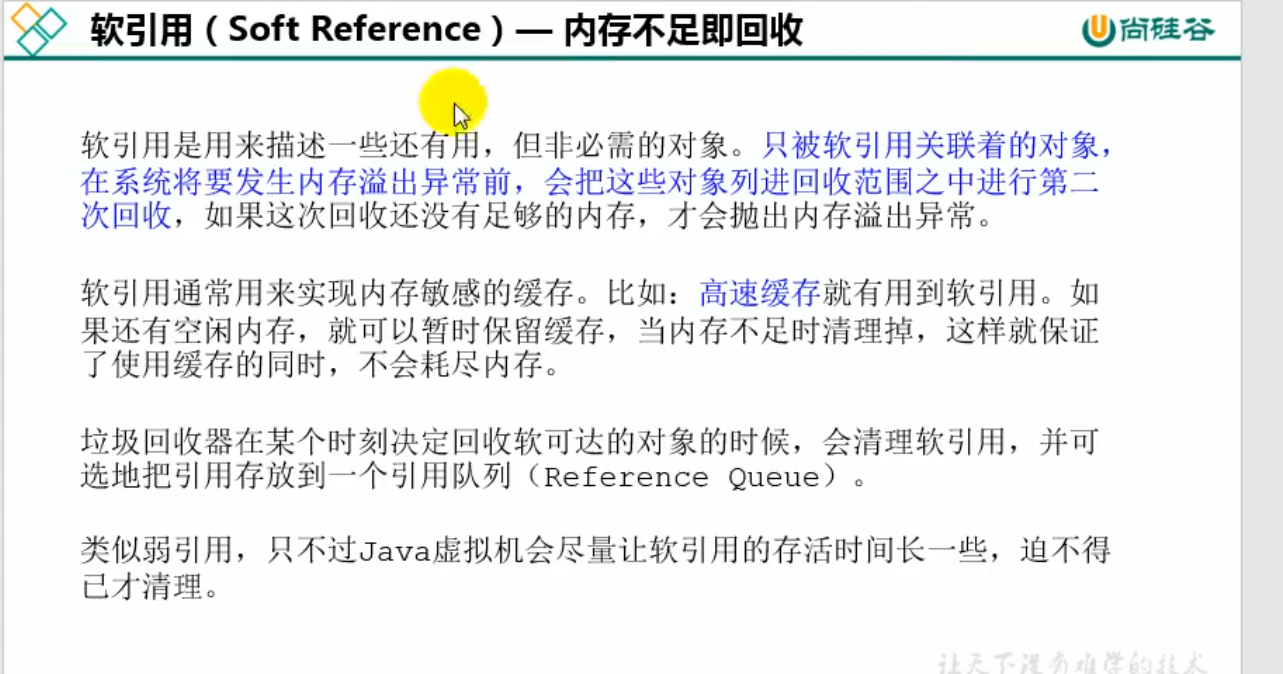 软引用（Soft Reference）— 内存不足即回收
尚硅谷
软引用是用来描述一些还有用，但非必需的对象。只被软引用关联着的对象，
在系统将要发生内存溢出异常前，会把这些对象列进回收范围之中进行第二
次回收，如果这次回收还没有足够的内存，才会抛出内存溢出异常。
软引用通常用来实现内存敏感的缓存。比如：高速缓存就有用到软引用。如
果还有空闲内存，就可以暂时保留缓存，当内存不足时清理掉，这样就保证
了使用缓存的同时，不会耗尽内存。
垃圾回收器在某个时刻决定回收软可达的对象的时候，会清理软引用，并可
选地把引用存放到一个引用队列（Reference Queue）。
类似弱引用，只不过Java虚拟机会尽量让软引用的存活时间长一些，迫不得
已才清理。
让天下没有难学的技术